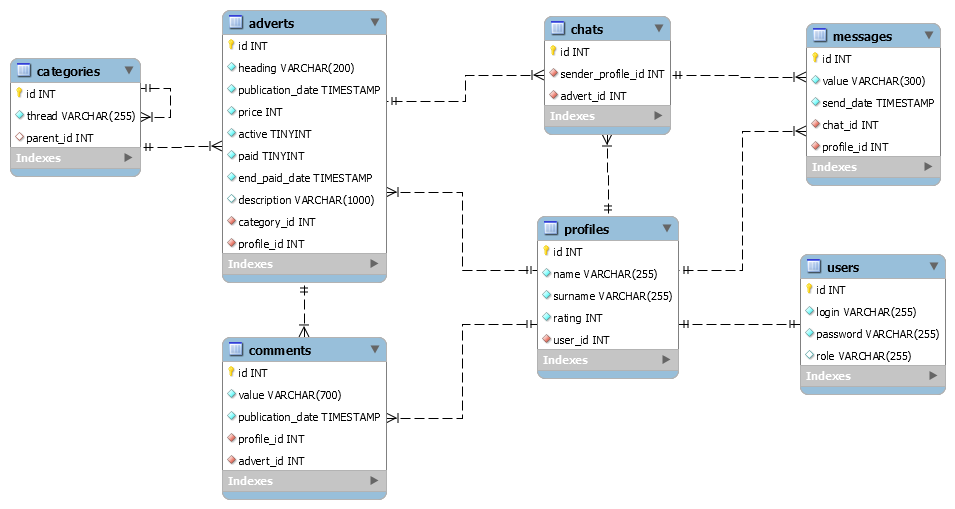 categories
id INT
thread VARCHAR(255)
parent_id INT
Indexes
adverts
id INT
heading VARCHAR(200)
publication_date TIMESTAMP
price INT
active TINYINT
paid TINYINT
end_paid_date TIMESTAMP
description VARCHAR(1000)
category_id INT
profile_id INT
Indexes
comments
id INT
value VARCHAR(700)
publication_date TIMESTAMP
profile_id INT
advert_id INT
Indexes
chats
id INT
sender_profile_id INT
advert_id INT
Indexes
profiles
id INT
name VARCHAR(255)
surname VARCHAR(255)
rating INT
user_id INT
Indexes
messages
id INT
value VARCHAR(300)
send_date TIMESTAMP
chat_id INT
profile_id INT
Indexes
users
id INT
login VARCHAR(255)
password VARCHAR(255)
role VARCHAR(255)
Indexes